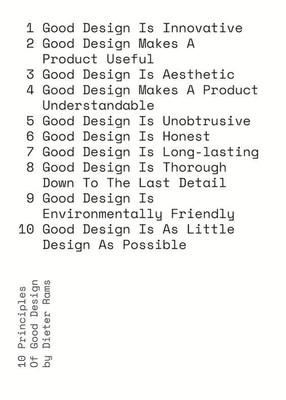 1 Good Design Is Innovative
2 Good Design Makes A
Product Useful
3 Good Design Is Aesthetic
4 Good Design Makes A Product
Understandable
5 Good Design Is Unobtrusive
6 Good Design Is Honest
7 Good Design Is Long-lasting
8 Good Design Is Thorough
Down To The Last Detail
9 Good Design Is
Environmentally Friendly
10 Good Design Is As Little
Design As Possible
10 Principles
Of Good Design
by Dieter Rams